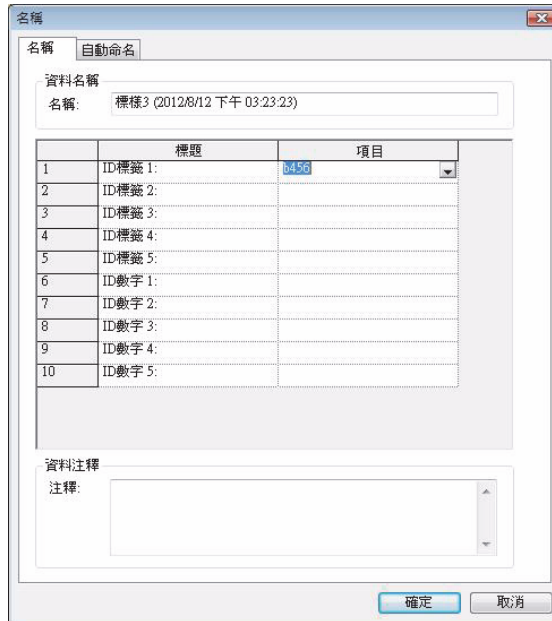 名稱
名稱 自動命名
資料名稱
名稱: 標樣3 (2012/8/12 下午 03:23:23)
標題 項目
1 ID標籤 1: b456
2 ID標籤 2:
3 ID標籤 3:
4 ID標籤 4:
5 ID標籤 5:
6 ID數字 1:
7 ID數字 2:
8 ID數字 3:
9 ID數字 4:
10 ID數字 5:
資料注釋
注釋:
確定 取消